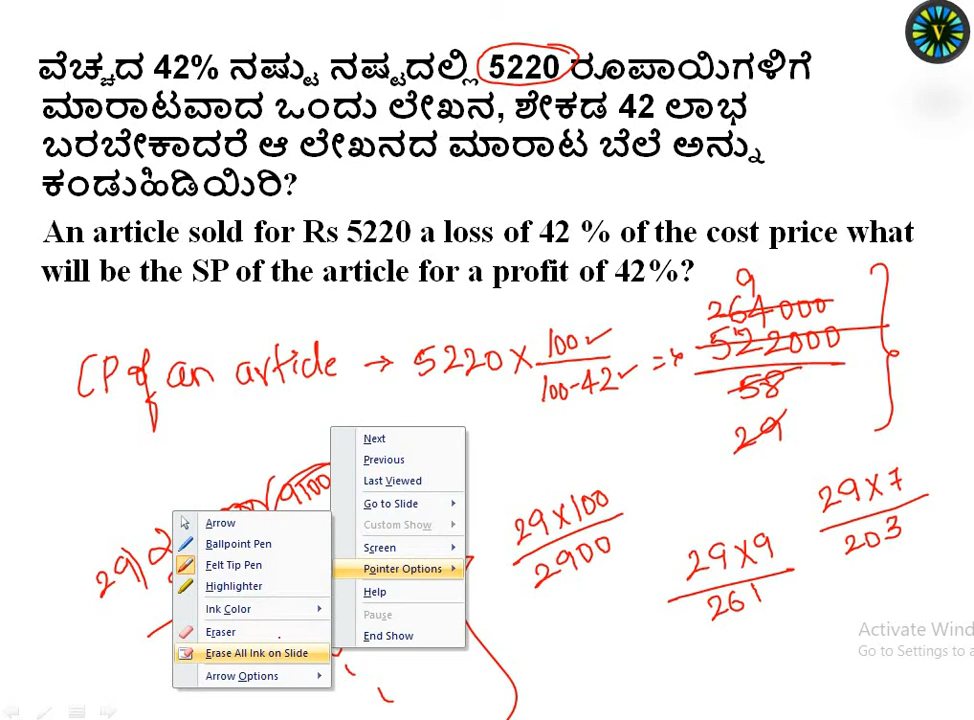 V
ವೆಚ್ಚದ 42% ನಷ್ಟು ನಷ್ಟದಲ್ಲಿ 5220 ರೂಪಾಯಿಗಳಿಗೆ
ಮಾರಾಟವಾದ ಒಂದು ಲೇಖನ, ಶೇಕಡ 42 ಲಾಭ
ಬರಬೇಕಾದರೆ ಆ ಲೇಖನದ ಮಾರಾಟ ಬೆಲೆ ಅನ್ನು
ಕಂಡುಹಿಡಿಯಿರಿ?
An article sold for Rs 5220 a loss of 42 % of the cost price what
will be the SP of the article for a profit of 42%?
9
264000
CP of an article → 5220 × 100 / 100-42 ⇒ 522000
58
29
Next
Previous
Last Viewed
Go to Slide
Custom Show
Screen
Pointer Options
Help
Pause
End Show
Arrow
Ballpoint Pen
Felt Tip Pen
Highlighter
Ink Color
Eraser
Erase All Ink on Slide
Arrow Options
29) 2
9100
29×100
2900
29×9
261
29×7
203
Activate Wind
Go to Settings to a